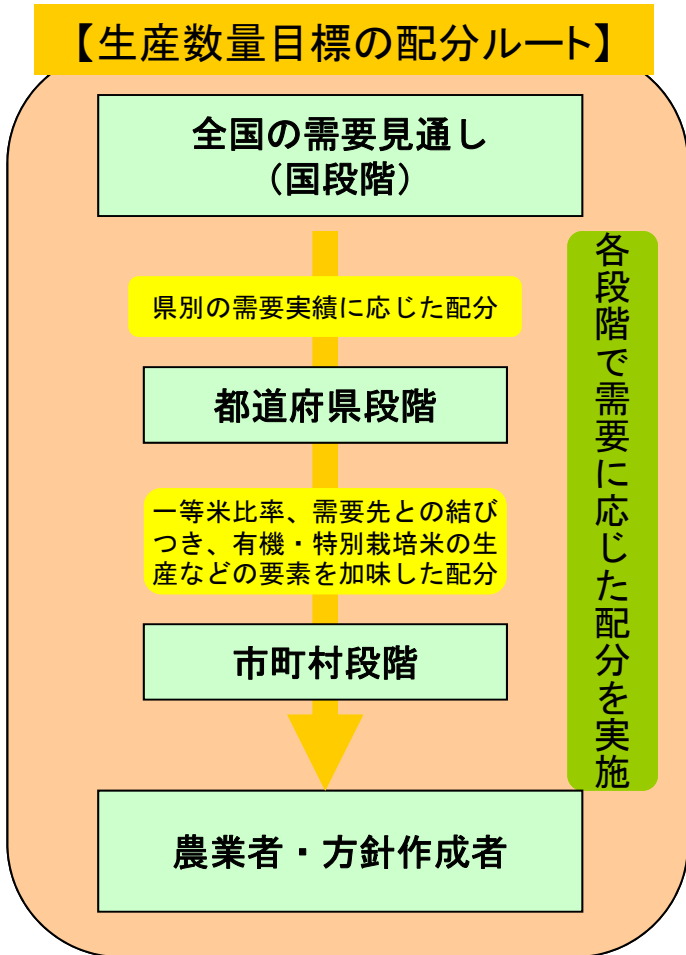 【生産数量目標の配分ルート】
全国の需要見通し
（国段階）
県別の需要実績に応じた配分
都道府県段階
一等米比率、需要先との結び
つき、有機・特別栽培米の生
産などの要素を加味した配分
市町村段階
農業者・方針作成者
各段階で需要に応じた配分を実施